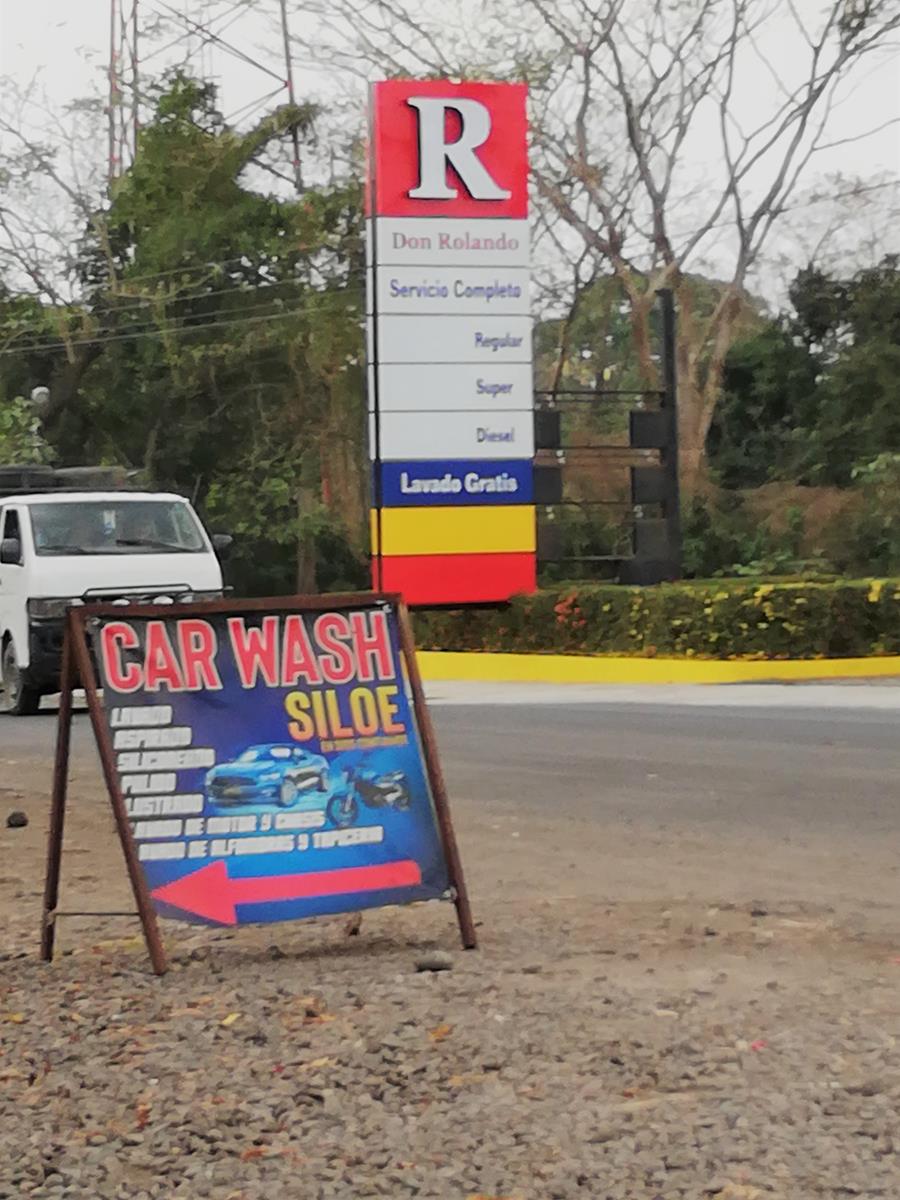 R
Don Rolando
Servicio Completo
Regular
Super
Diesel
Lavado Gratis
CAR WASH
SILOE
LAVADO
ASPIRADO
SILICONEADO
PULIDO
LUSTRADO
LAVADO DE MOTOR Y CHASIS
LAVADO DE ALFOMBRAS Y TAPICERIA